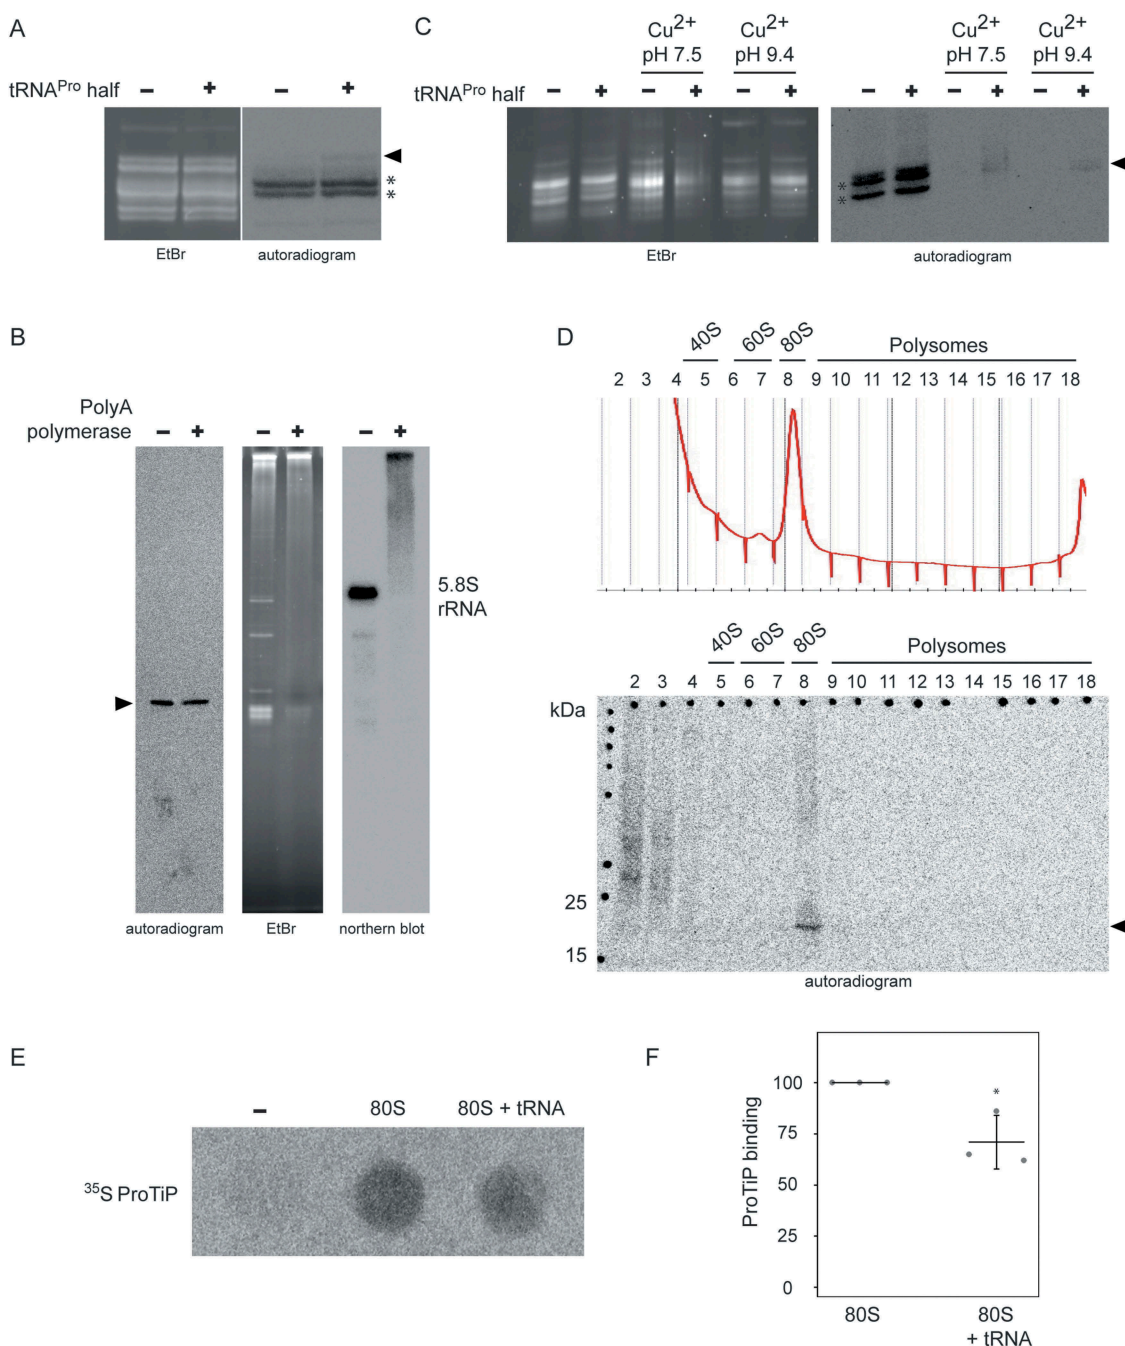 A
tRNA^Pro half
− + − +
*
*
EtBr autoradiogram
C
Cu2+ pH 7.5 Cu2+ pH 9.4 Cu2+ pH 7.5 Cu2+ pH 9.4
tRNA^Pro half − + − + − + − + − + − +
*
*
EtBr autoradiogram
B
PolyA
polymerase − + − + − +
5.8S
rRNA
autoradiogram EtBr northern blot
D
40S 60S 80S Polysomes
2 3 4 5 6 7 8 9 10 11 12 13 14 15 16 17 18
40S 60S 80S Polysomes
2 3 4 5 6 7 8 9 10 11 12 13 14 15 16 17 18
kDa
25
15
autoradiogram
E
− 80S 80S + tRNA
35S ProTiP
F
ProTiP binding
100
75
50
25
0
*
80S 80S
+ tRNA